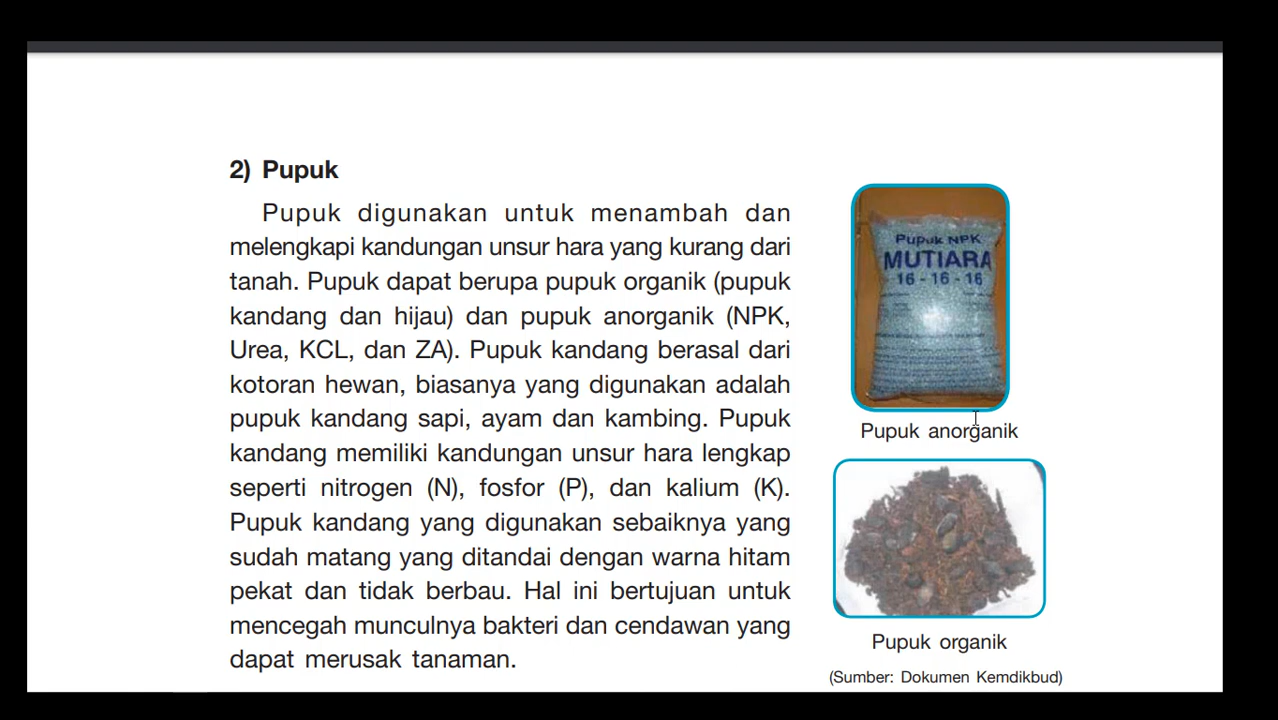 2) Pupuk
Pupuk digunakan untuk menambah dan
melengkapi kandungan unsur hara yang kurang dari
tanah. Pupuk dapat berupa pupuk organik (pupuk
kandang dan hijau) dan pupuk anorganik (NPK,
Urea, KCL, dan ZA). Pupuk kandang berasal dari
kotoran hewan, biasanya yang digunakan adalah
pupuk kandang sapi, ayam dan kambing. Pupuk
kandang memiliki kandungan unsur hara lengkap
seperti nitrogen (N), fosfor (P), dan kalium (K).
Pupuk kandang yang digunakan sebaiknya yang
sudah matang yang ditandai dengan warna hitam
pekat dan tidak berbau. Hal ini bertujuan untuk
mencegah munculnya bakteri dan cendawan yang
dapat merusak tanaman.
Pupuk NPK
MUTIARA
16 - 16 - 16
Pupuk anorganik
Pupuk organik
(Sumber: Dokumen Kemdikbud)